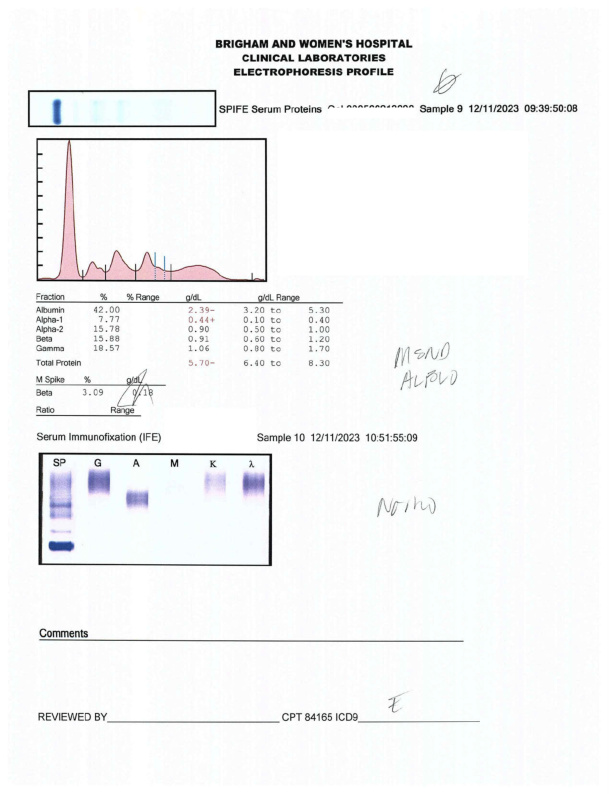 BRIGHAM AND WOMEN'S HOSPITAL
CLINICAL LABORATORIES
ELECTROPHORESIS PROFILE
SPIFE Serum Proteins Sample 9 12/11/2023 09:39:50:08
Fraction % % Range g/dL g/dL Range
Albumin 42.00 2.39- 3.20 to 5.30
Alpha-1 7.77 0.44+ 0.10 to 0.40
Alpha-2 15.78 0.90 0.50 to 1.00
Beta 15.88 0.91 0.60 to 1.20
Gamma 18.57 1.06 0.80 to 1.70
Total Protein 5.70- 6.40 to 8.30
M Spike % g/dL
Beta 3.09 0.18
Ratio Range
Serum Immunofixation (IFE) Sample 10 12/11/2023 10:51:55:09
SP G A M K λ
Comments
REVIEWED BY CPT 84165 ICD9